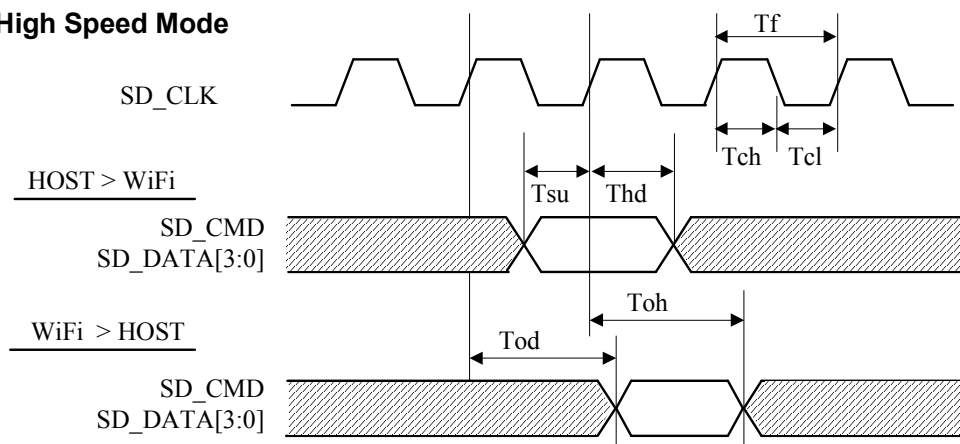 High Speed Mode
Tf
SD_CLK
Tch Tcl
HOST > WiFi
Tsu Thd
SD_CMD
SD_DATA[3:0]
Toh
WiFi > HOST
Tod
SD_CMD
SD_DATA[3:0]